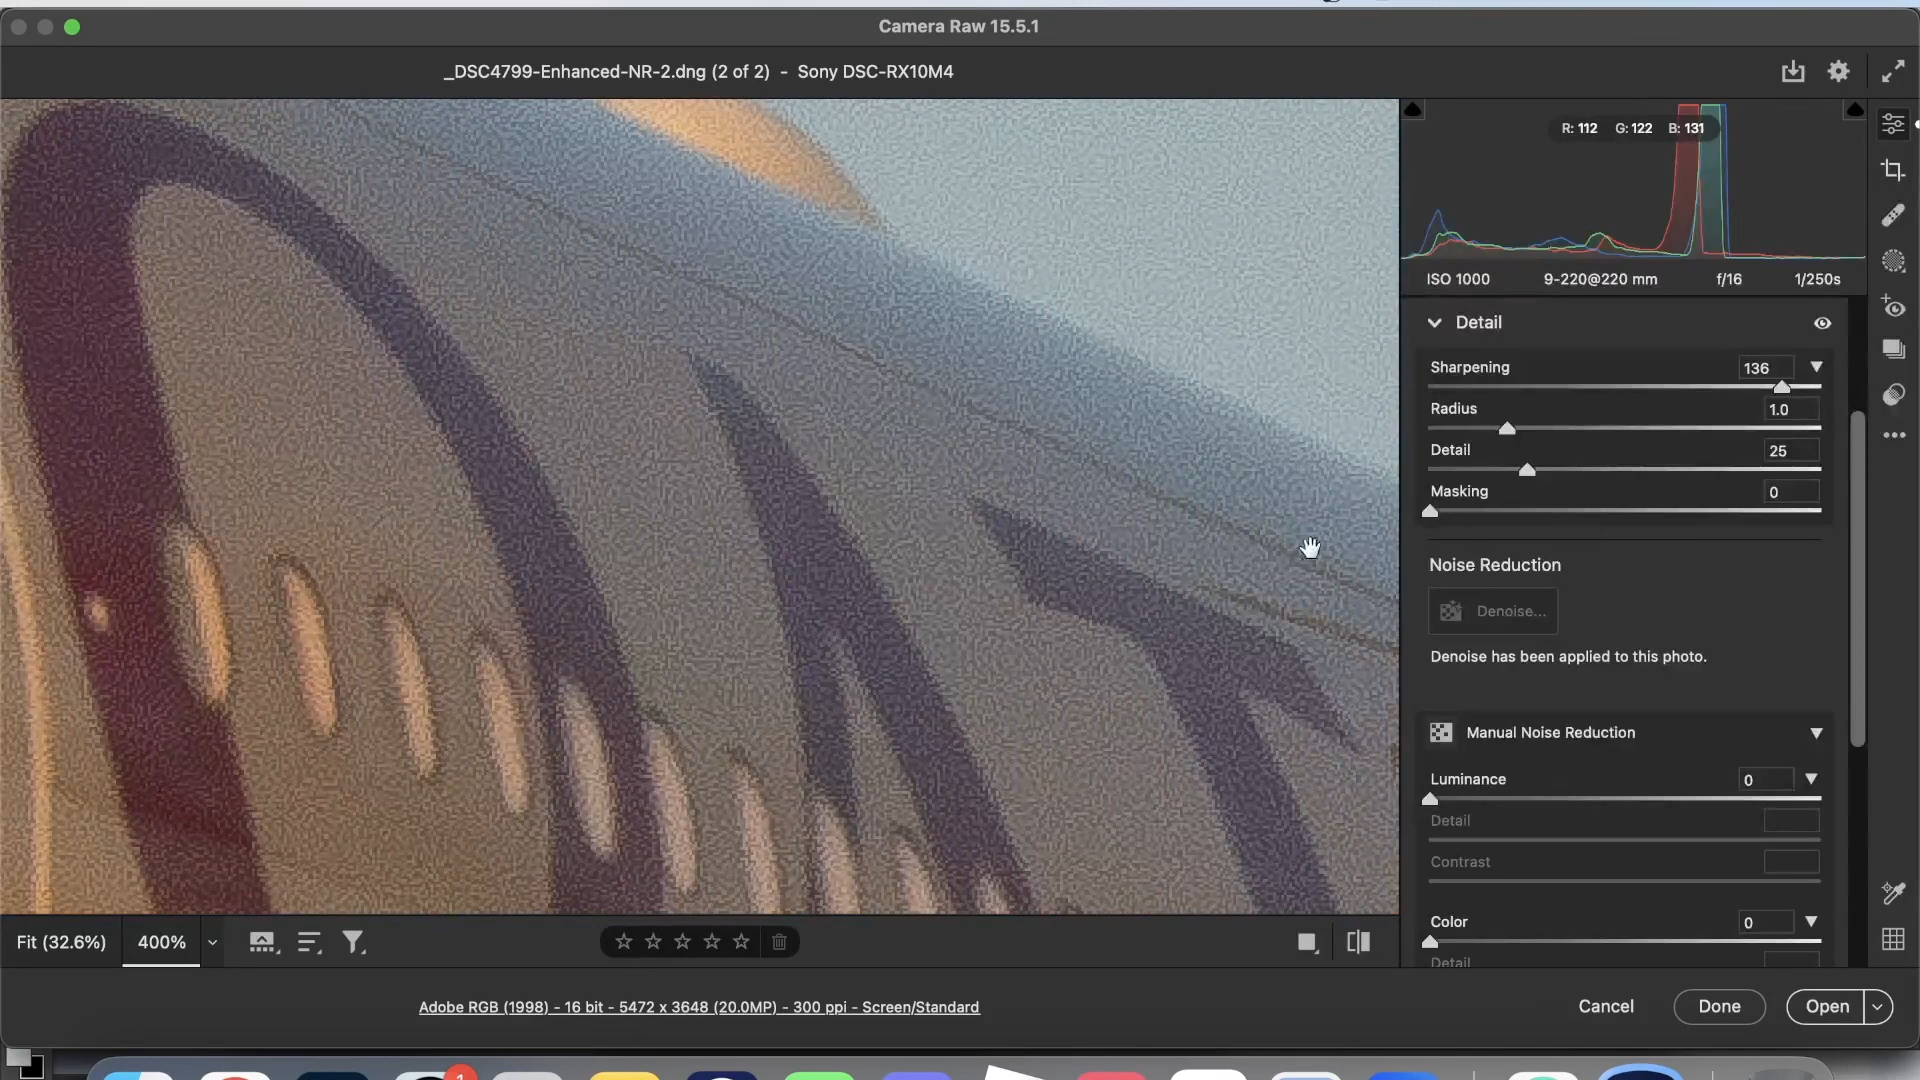 Camera Raw 15.5.1
_DSC4799-Enhanced-NR-2.dng (2 of 2) - Sony DSC-RX10M4
R: 112 G: 122 B: 131
ISO 1000 9-220@220 mm f/16 1/250s
Detail
Sharpening 136
Radius 1.0
Detail 25
Masking 0
Noise Reduction
Denoise...
Denoise has been applied to this photo.
Manual Noise Reduction
Luminance 0
Detail
Contrast
Color 0
Detail
Fit (32.6%) 400%
Adobe RGB (1998) - 16 bit - 5472 x 3648 (20.0MP) - 300 ppi - Screen/Standard
Cancel Done Open
1